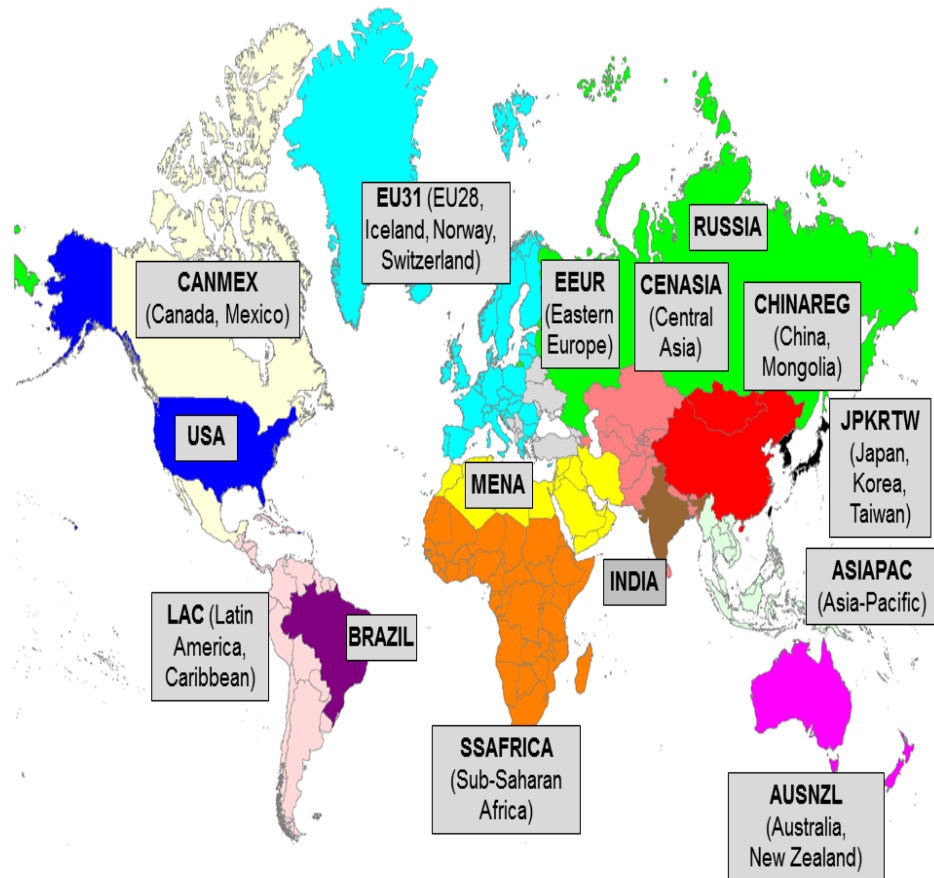 EU31 (EU28,
Iceland, Norway,
Switzerland)
RUSSIA
CANMEX
(Canada, Mexico)
EEUR
(Eastern
Europe)
CENASIA
(Central
Asia)
CHINAREG
(China,
Mongolia)
USA
JPKRTW
(Japan,
Korea,
Taiwan)
MENA
INDIA
ASIAPAC
(Asia-Pacific)
LAC (Latin
America,
Caribbean)
BRAZIL
SSAFRICA
(Sub-Saharan
Africa)
AUSNZL
(Australia,
New Zealand)